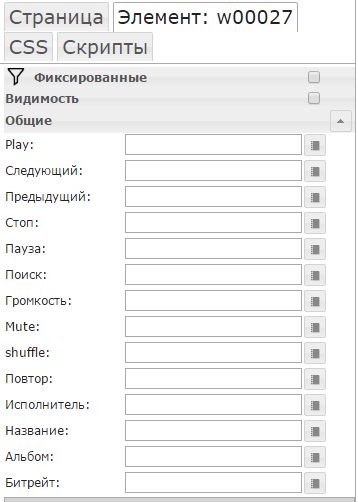 Страница Элемент: w00027
CSS Скрипты
Фиксированные
Видимость
Общие
Play:
Следующий:
Предыдущий:
Стоп:
Пауза:
Поиск:
Громкость:
Mute:
shuffle:
Повтор:
Исполнитель:
Название:
Альбом:
Битрейт: